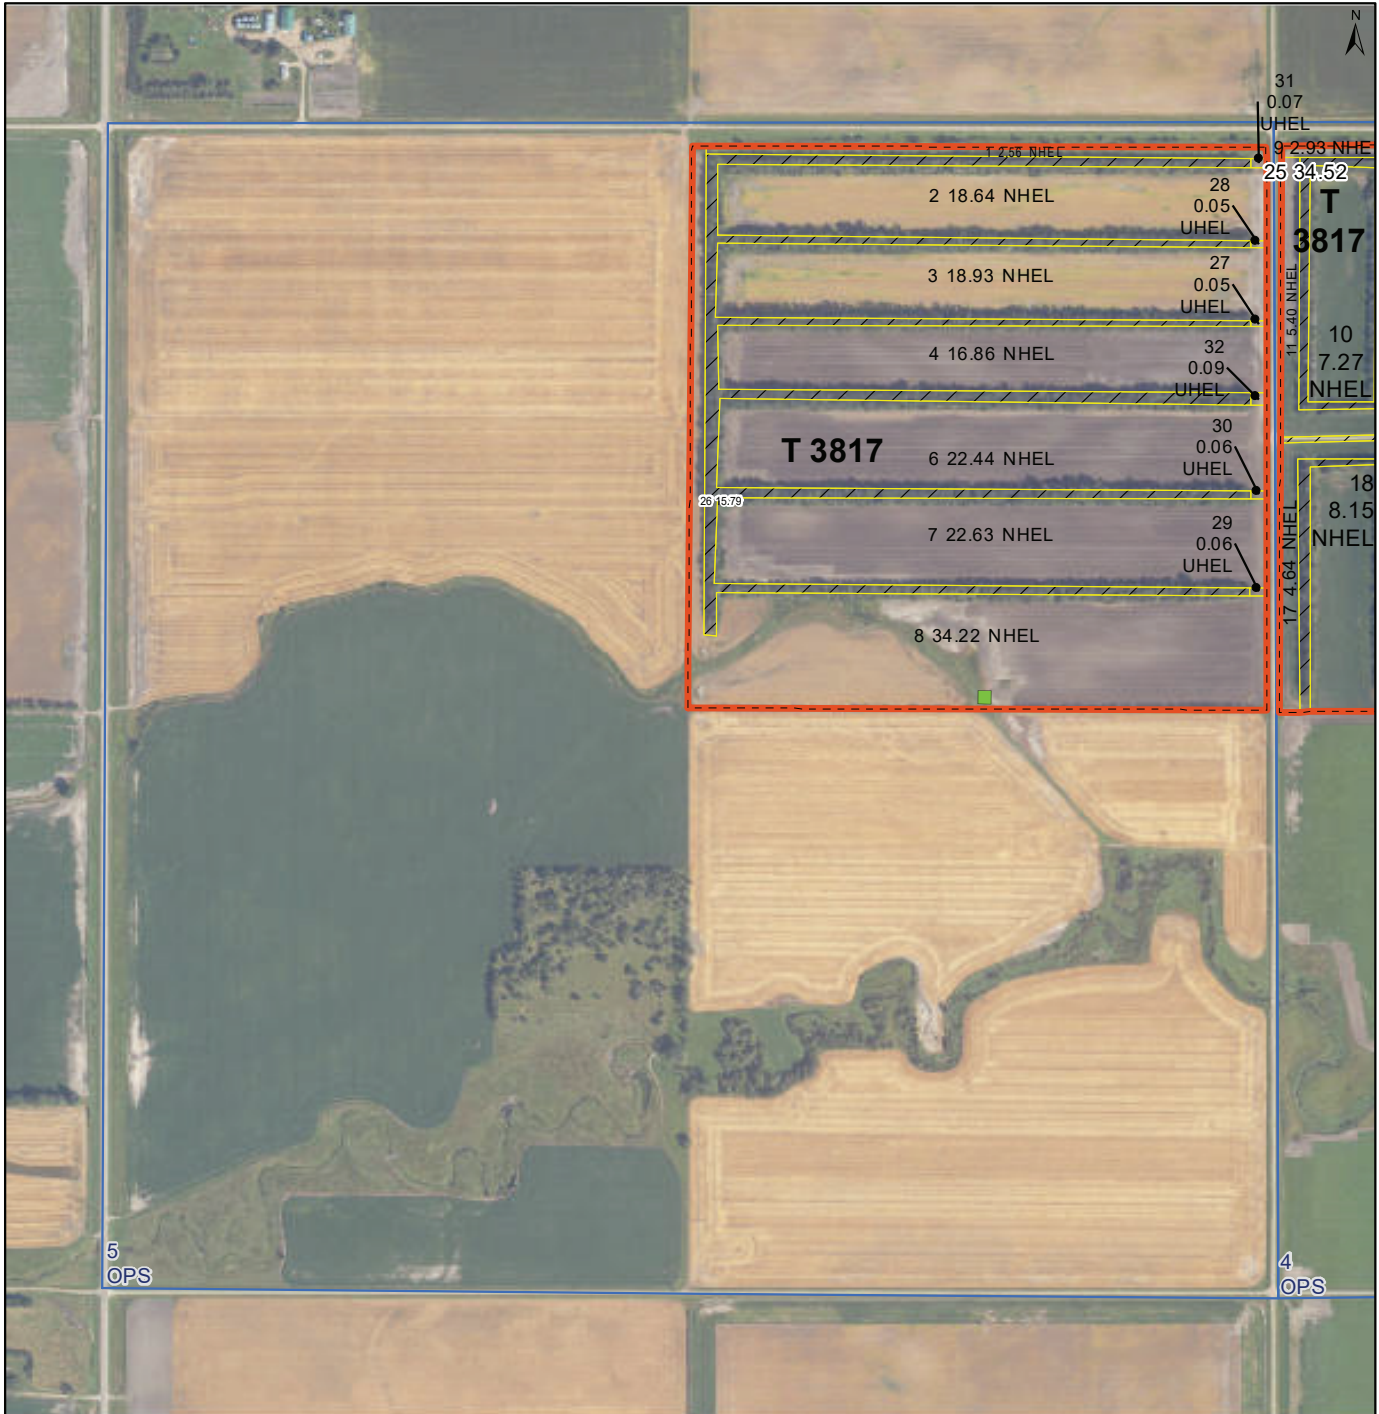 N
31
0.07
UHEL
9 2.93 NHE
1 2.56 NHEL
25 34.52
T
3817
2 18.64 NHEL
28
0.05
UHEL
3 18.93 NHEL
27
0.05
UHEL
11 5.40 NHEL
10
7.27
NHEL
4 16.86 NHEL
32
0.09
UHEL
T 3817
6 22.44 NHEL
30
0.06
UHEL
26 15.79
18
8.15
NHEL
7 22.63 NHEL
29
0.06
UHEL
17 4.64 NHEL
8 34.22 NHEL
5
OPS
4
OPS